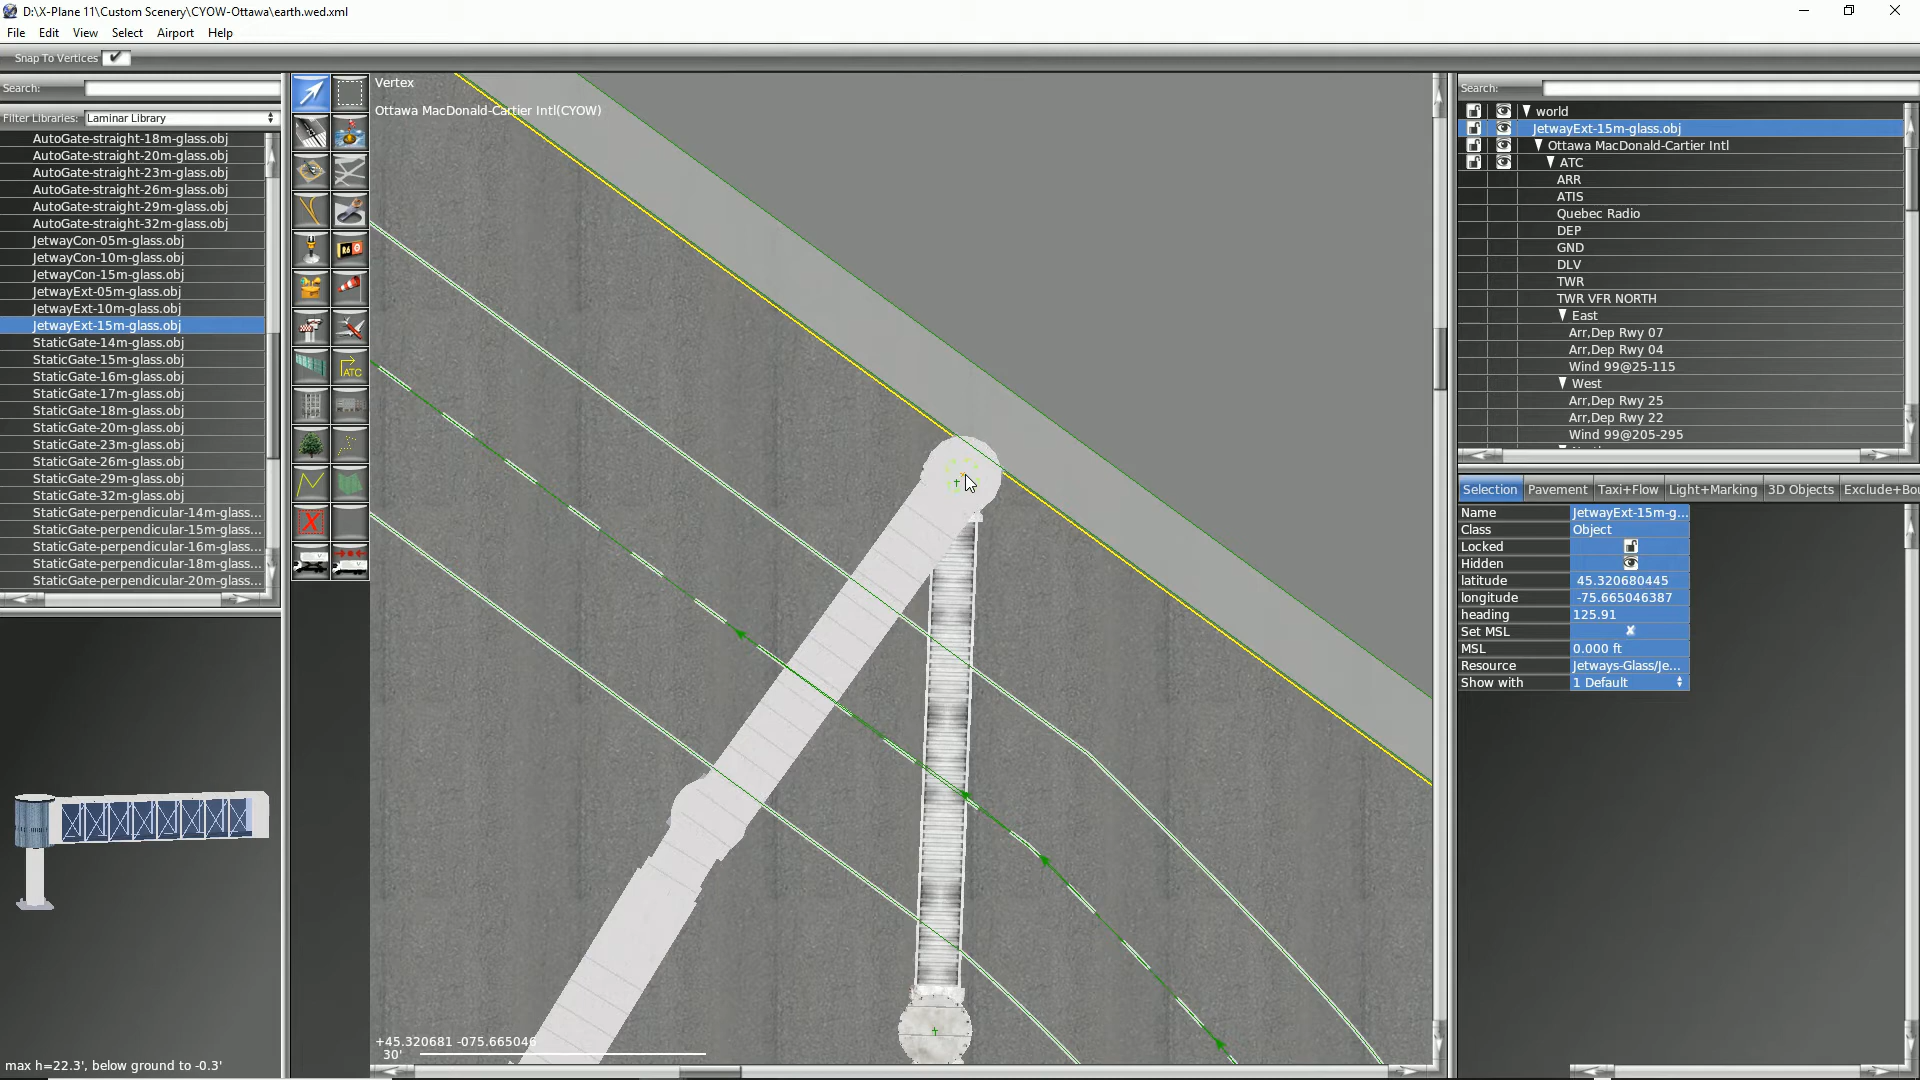 D:\X-Plane 11\Custom Scenery\CYOW-Ottawa\earth.wed.xml
File Edit View Select Airport Help
Snap To Vertices
Search:
Filter Libraries: Laminar Library
AutoGate-straight-18m-glass.obj
AutoGate-straight-20m-glass.obj
AutoGate-straight-23m-glass.obj
AutoGate-straight-26m-glass.obj
AutoGate-straight-29m-glass.obj
AutoGate-straight-32m-glass.obj
JetwayCon-05m-glass.obj
JetwayCon-10m-glass.obj
JetwayCon-15m-glass.obj
JetwayExt-05m-glass.obj
JetwayExt-10m-glass.obj
JetwayExt-15m-glass.obj
StaticGate-14m-glass.obj
StaticGate-15m-glass.obj
StaticGate-16m-glass.obj
StaticGate-17m-glass.obj
StaticGate-18m-glass.obj
StaticGate-20m-glass.obj
StaticGate-23m-glass.obj
StaticGate-26m-glass.obj
StaticGate-29m-glass.obj
StaticGate-32m-glass.obj
StaticGate-perpendicular-14m-glass...
StaticGate-perpendicular-15m-glass...
StaticGate-perpendicular-16m-glass...
StaticGate-perpendicular-18m-glass...
StaticGate-perpendicular-20m-glass...
max h=22.3', below ground to -0.3'
R6
ATC
Vertex
Ottawa MacDonald-Cartier Intl(CYOW)
+45.320681 -075.665046
30'
Search:
world
JetwayExt-15m-glass.obj
Ottawa MacDonald-Cartier Intl
ATC
ARR
ATIS
Quebec Radio
DEP
GND
DLV
TWR
TWR VFR NORTH
East
Arr,Dep Rwy 07
Arr,Dep Rwy 04
Wind 99@25-115
West
Arr,Dep Rwy 25
Arr,Dep Rwy 22
Wind 99@205-295
Selection Pavement Taxi+Flow Light+Marking 3D Objects Exclude+Bou
Name JetwayExt-15m-g...
Class Object
Locked
Hidden
latitude 45.320680445
longitude -75.665046387
heading 125.91
Set MSL
MSL 0.000 ft
Resource Jetways-Glass/Je...
Show with 1 Default